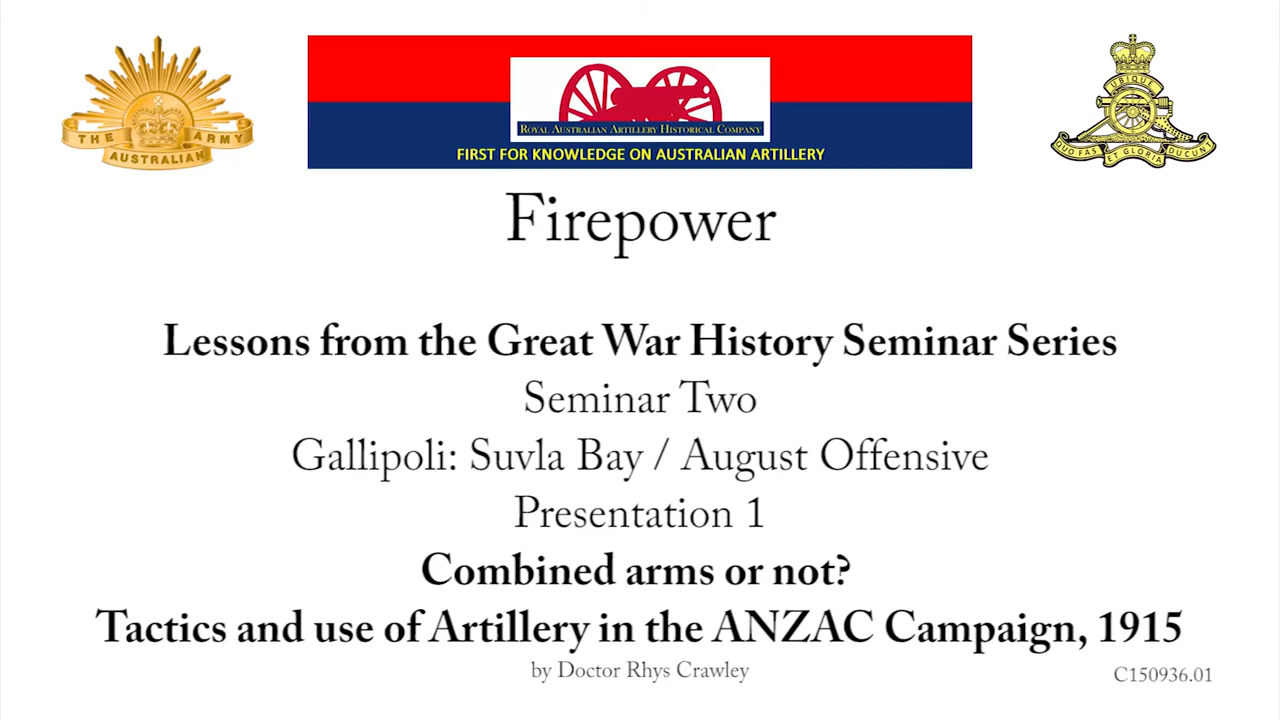 THE AUSTRALIAN ARMY
ROYAL AUSTRALIAN ARTILLERY HISTORICAL COMPANY
FIRST FOR KNOWLEDGE ON AUSTRALIAN ARTILLERY
UBIQUE
QUO FAS ET GLORIA DUCUNT
Firepower
Lessons from the Great War History Seminar Series
Seminar Two
Gallipoli: Suvla Bay / August Offensive
Presentation 1
Combined arms or not?
Tactics and use of Artillery in the ANZAC Campaign, 1915
by Doctor Rhys Crawley
C150936.01